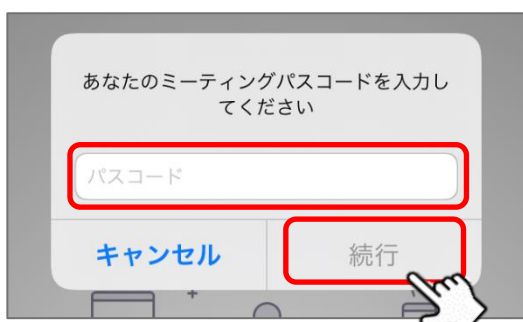 あなたのミーティングパスコードを入力し
てください
パスコード
キャンセル
続行